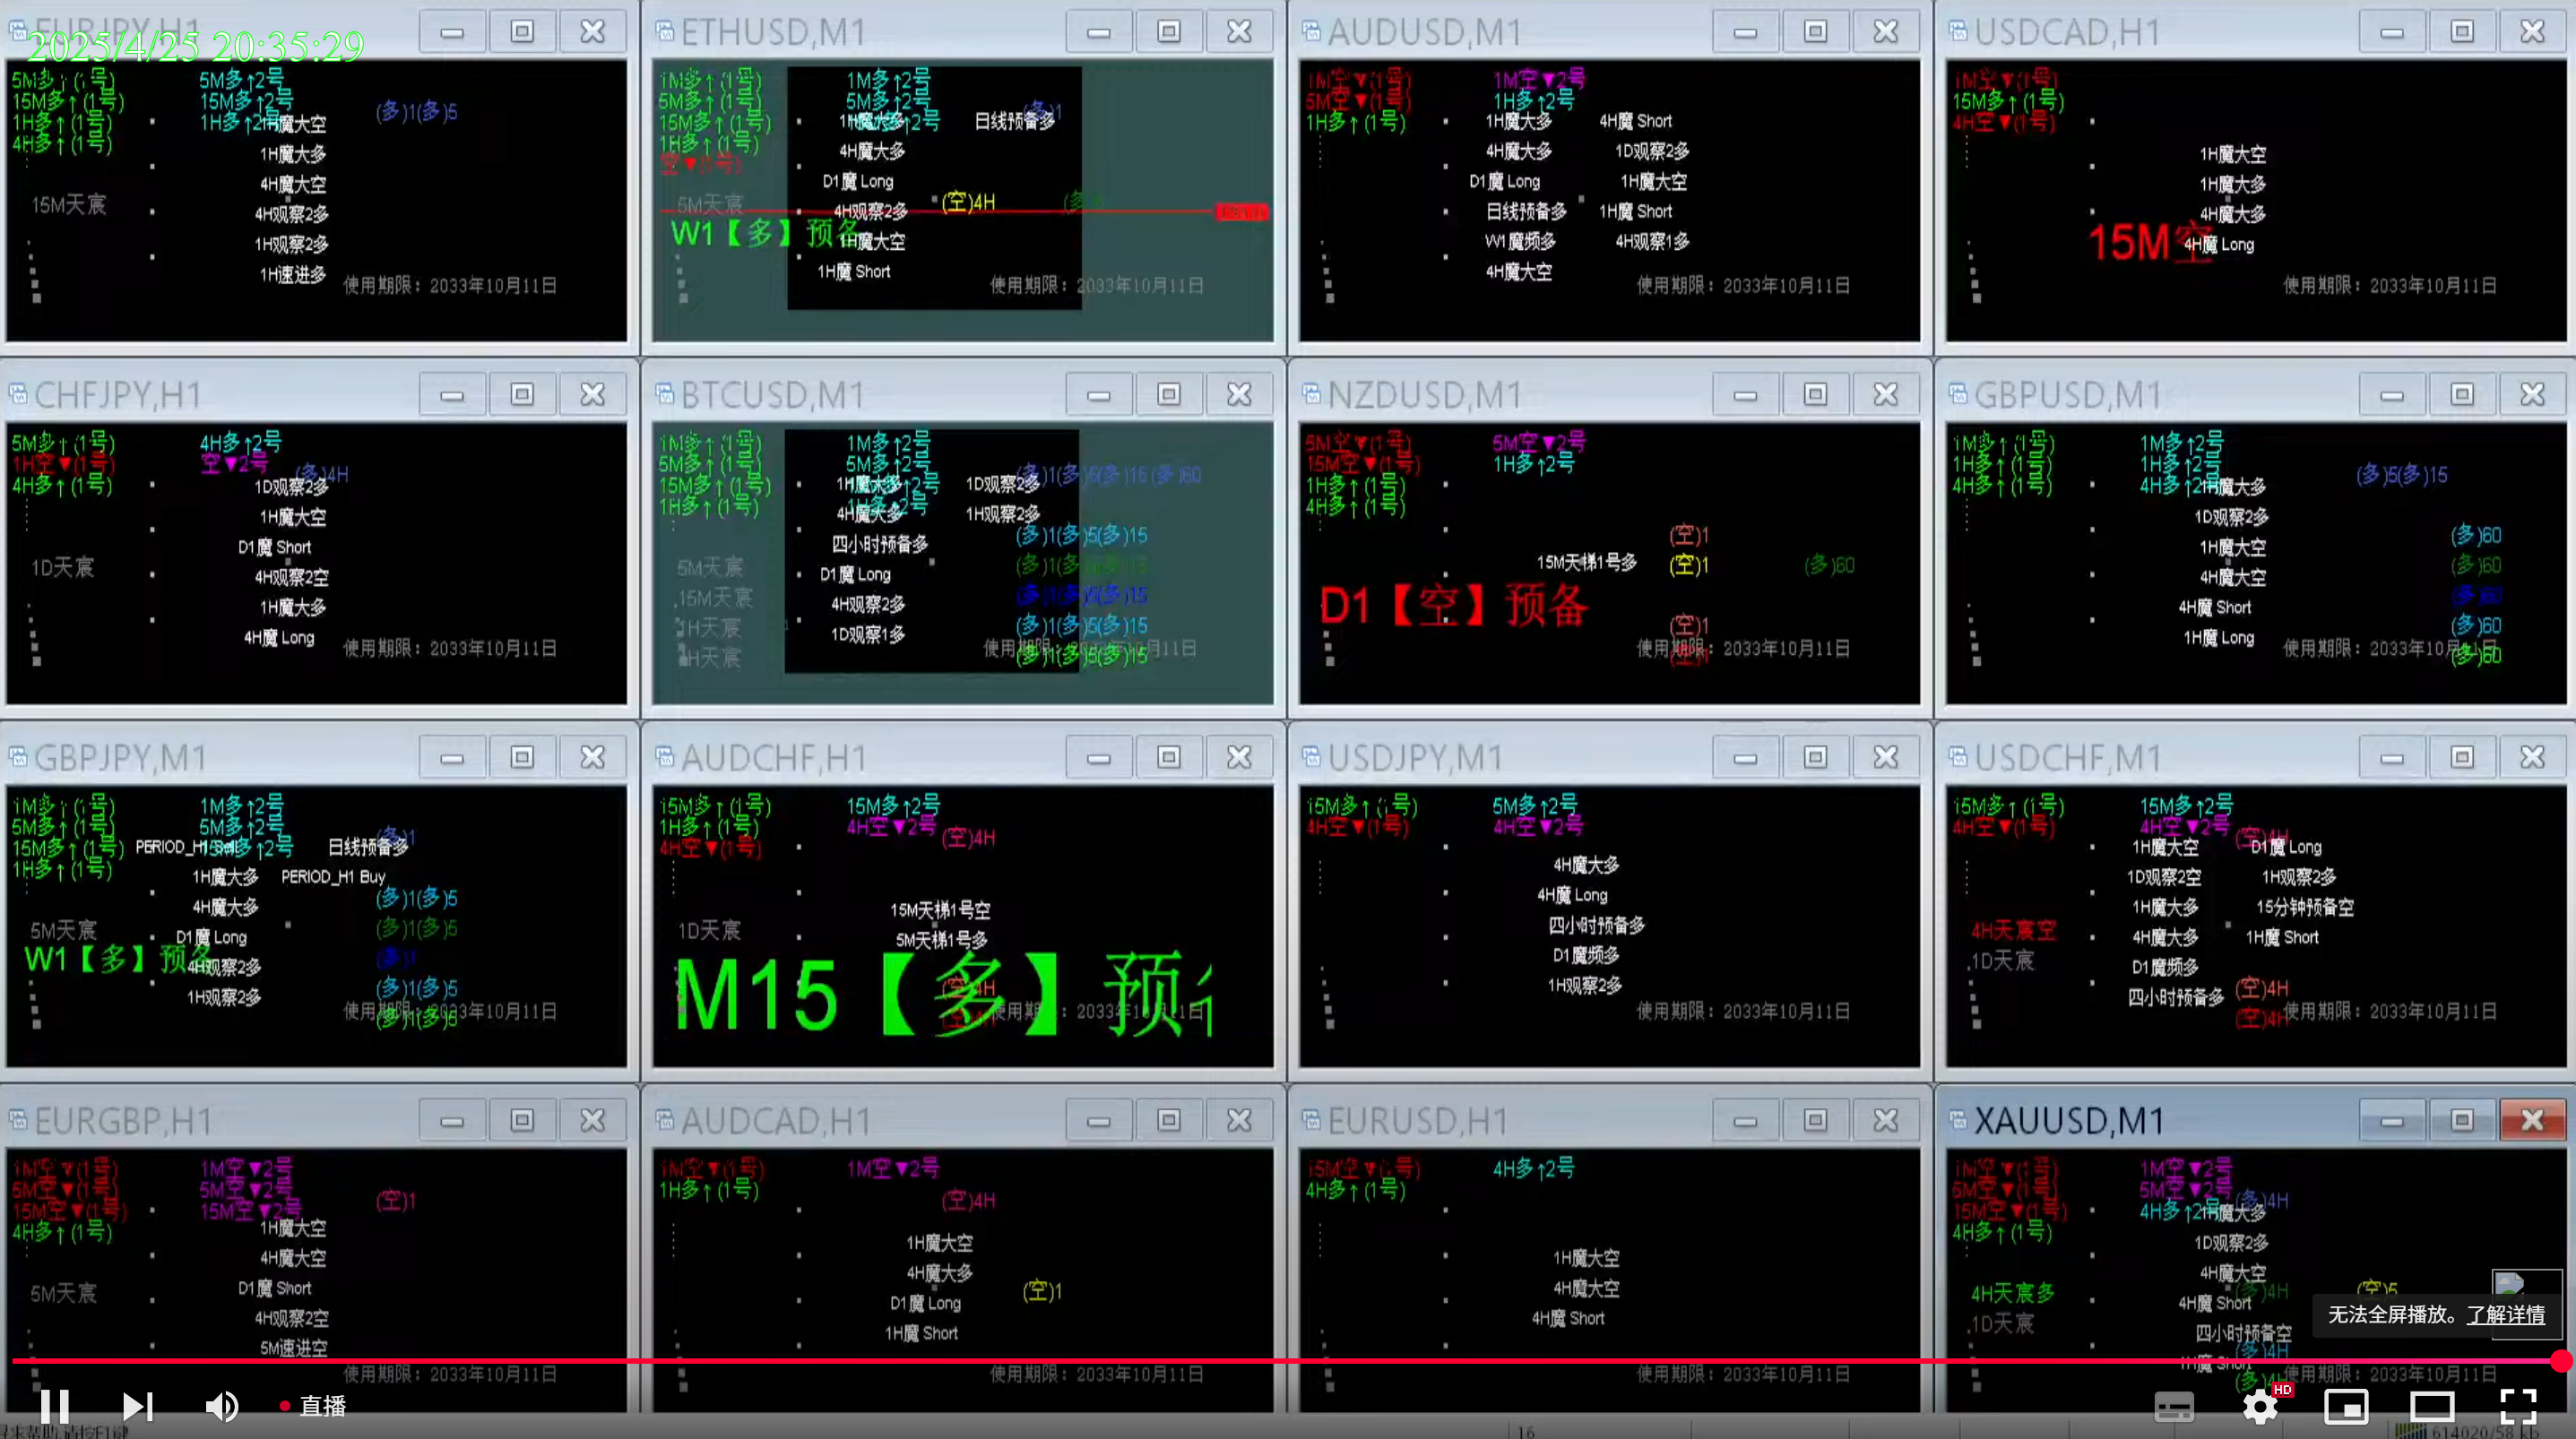 EURJPY,H1
2025/4/25 20:35:29
5M多↑(1号)
5M多↑2号
15M多↑(1号)
15M多↑2号
(多)1(多)5
1H多↑(1号)
1H多↑2号
1H魔大空
4H多↑(1号)
1H魔大多
4H魔大空
15M天宸
4H观察2多
1H观察2多
1H速进多
使用期限：2033年10月11日
ETHUSD,M1
1M多↑(1号)
1M多↑2号
5M多↑(1号)
5M多↑2号
15M多↑(1号)
日线预备多
1H多↑(1号)
空▼(1号)
4H魔大多
D1魔 Long
5M天宸
4H观察2多
(空)4H
W1【多】预备
1H魔大空
1H魔 Short
使用期限：2033年10月11日
AUDUSD,M1
1M空▼(1号)
1M空▼2号
5M空▼(1号)
1H多↑2号
1H多↑(1号)
1H魔大多
4H魔 Short
4H魔大多
1D观察2多
D1魔 Long
1H魔大空
日线预备多
1H魔 Short
W1魔频多
4H观察1多
4H魔大空
使用期限：2033年10月11日
USDCAD,H1
1M空▼(1号)
15M多↑(1号)
4H空▼(1号)
1H魔大空
1H魔大多
4H魔大多
15M空
4H魔 Long
使用期限：2033年10月11日
CHFJPY,H1
5M多↑(1号)
4H多↑2号
1H空▼(1号)
空▼2号
(多)4H
4H多↑(1号)
1D观察2多
1H魔大空
D1魔 Short
1D天宸
4H观察2空
1H魔大多
4H魔 Long
使用期限：2033年10月11日
BTCUSD,M1
1M多↑(1号)
1M多↑2号
5M多↑(1号)
5M多↑2号
(多)1(多)5(多)15(多)60
15M多↑(1号)
1H魔大多
1D观察2多
1H多↑(1号)
4H魔大多
1H观察2多
(多)1(多)5(多)15
四小时预备多
5M天宸
D1魔 Long
(多)1(多)5(多)15
15M天宸
4H观察2多
(多)1(多)5(多)15
1H天宸
1D观察1多
(多)1(多)5(多)15
H天宸
(多)1(多)5(多)15
NZDUSD,M1
5M空▼(1号)
5M空▼2号
15M空▼(1号)
1H多↑2号
1H多↑(1号)
4H多↑(1号)
(空)1
15M天梯1号多
(空)1
(多)60
D1【空】预备
(空)1
(空)1
使用期限：2033年10月11日
GBPUSD,M1
1M多↑(1号)
1M多↑2号
1H多↑(1号)
1H多↑2号
(多)5(多)15
4H多↑(1号)
4H多↑2号
1H魔大多
1D观察2多
(多)60
1H魔大空
(多)60
4H魔大空
(多)60
4H魔 Short
(多)60
1H魔 Long
(多)60
使用期限：2033年10月11日
GBPJPY,M1
1M多↑(1号)
1M多↑2号
5M多↑(1号)
5M多↑2号
(多)1
15M多↑(1号)
15M多↑2号
日线预备多
1H多↑(1号)
1H魔大多
PERIOD_H1 Buy
4H魔大多
(多)1(多)5
5M天宸
D1魔 Long
(多)1(多)5
W1【多】预备
4H观察2多
(多)1
1H观察2多
(多)1(多)5
(多)1(多)5
使用期限：2033年10月11日
AUDCHF,H1
15M多↑(1号)
15M多↑2号
1H多↑(1号)
4H空▼2号
(空)4H
4H空▼(1号)
15M天梯1号空
1D天宸
5M天梯1号多
M15【多】预
(空)4H
USDJPY,M1
15M多↑(1号)
5M多↑2号
4H空▼(1号)
4H空▼2号
4H魔大多
4H魔 Long
四小时预备多
D1魔频多
1H观察2多
使用期限：2033年10月11日
USDCHF,M1
15M多↑(1号)
15M多↑2号
4H空▼(1号)
4H空▼2号
(空)4H
1H魔大空
D1魔 Long
1D观察2空
1H观察2多
1H魔大多
15分钟预备空
4H天宸空
4H魔大多
1H魔 Short
1D天宸
D1魔频多
四小时预备多
(空)4H
(空)4H
使用期限：2033年10月11日
EURGBP,H1
1M空▼(1号)
1M空▼2号
5M空▼(1号)
5M空▼2号
(空)1
15M空▼(1号)
15M空▼2号
4H多↑(1号)
1H魔大空
4H魔大空
D1魔 Short
5M天宸
4H观察2空
5M速进空
使用期限：2033年10月11日
AUDCAD,H1
1M空▼(1号)
1M空▼2号
1H多↑(1号)
(空)4H
1H魔大空
4H魔大多
(空)1
D1魔 Long
1H魔 Short
使用期限：2033年10月11日
EURUSD,H1
15M空▼(1号)
4H多↑2号
4H多↑(1号)
1H魔大空
4H魔大空
4H魔 Short
使用期限：2033年10月11日
XAUUSD,M1
1M空▼(1号)
1M空▼2号
5M空▼(1号)
5M空▼2号
(多)4H
15M空▼(1号)
4H多↑2号
1H魔大多
4H多↑(1号)
1D观察2多
4H魔大空
4H天宸多
4H魔 Short
(多)4H
(空)5
1D天宸
四小时预备空
(多)4H
1H魔 Short
使用期限：2033年10月11日
无法全屏播放。了解详情
直播
HD
16
614020/58 kb